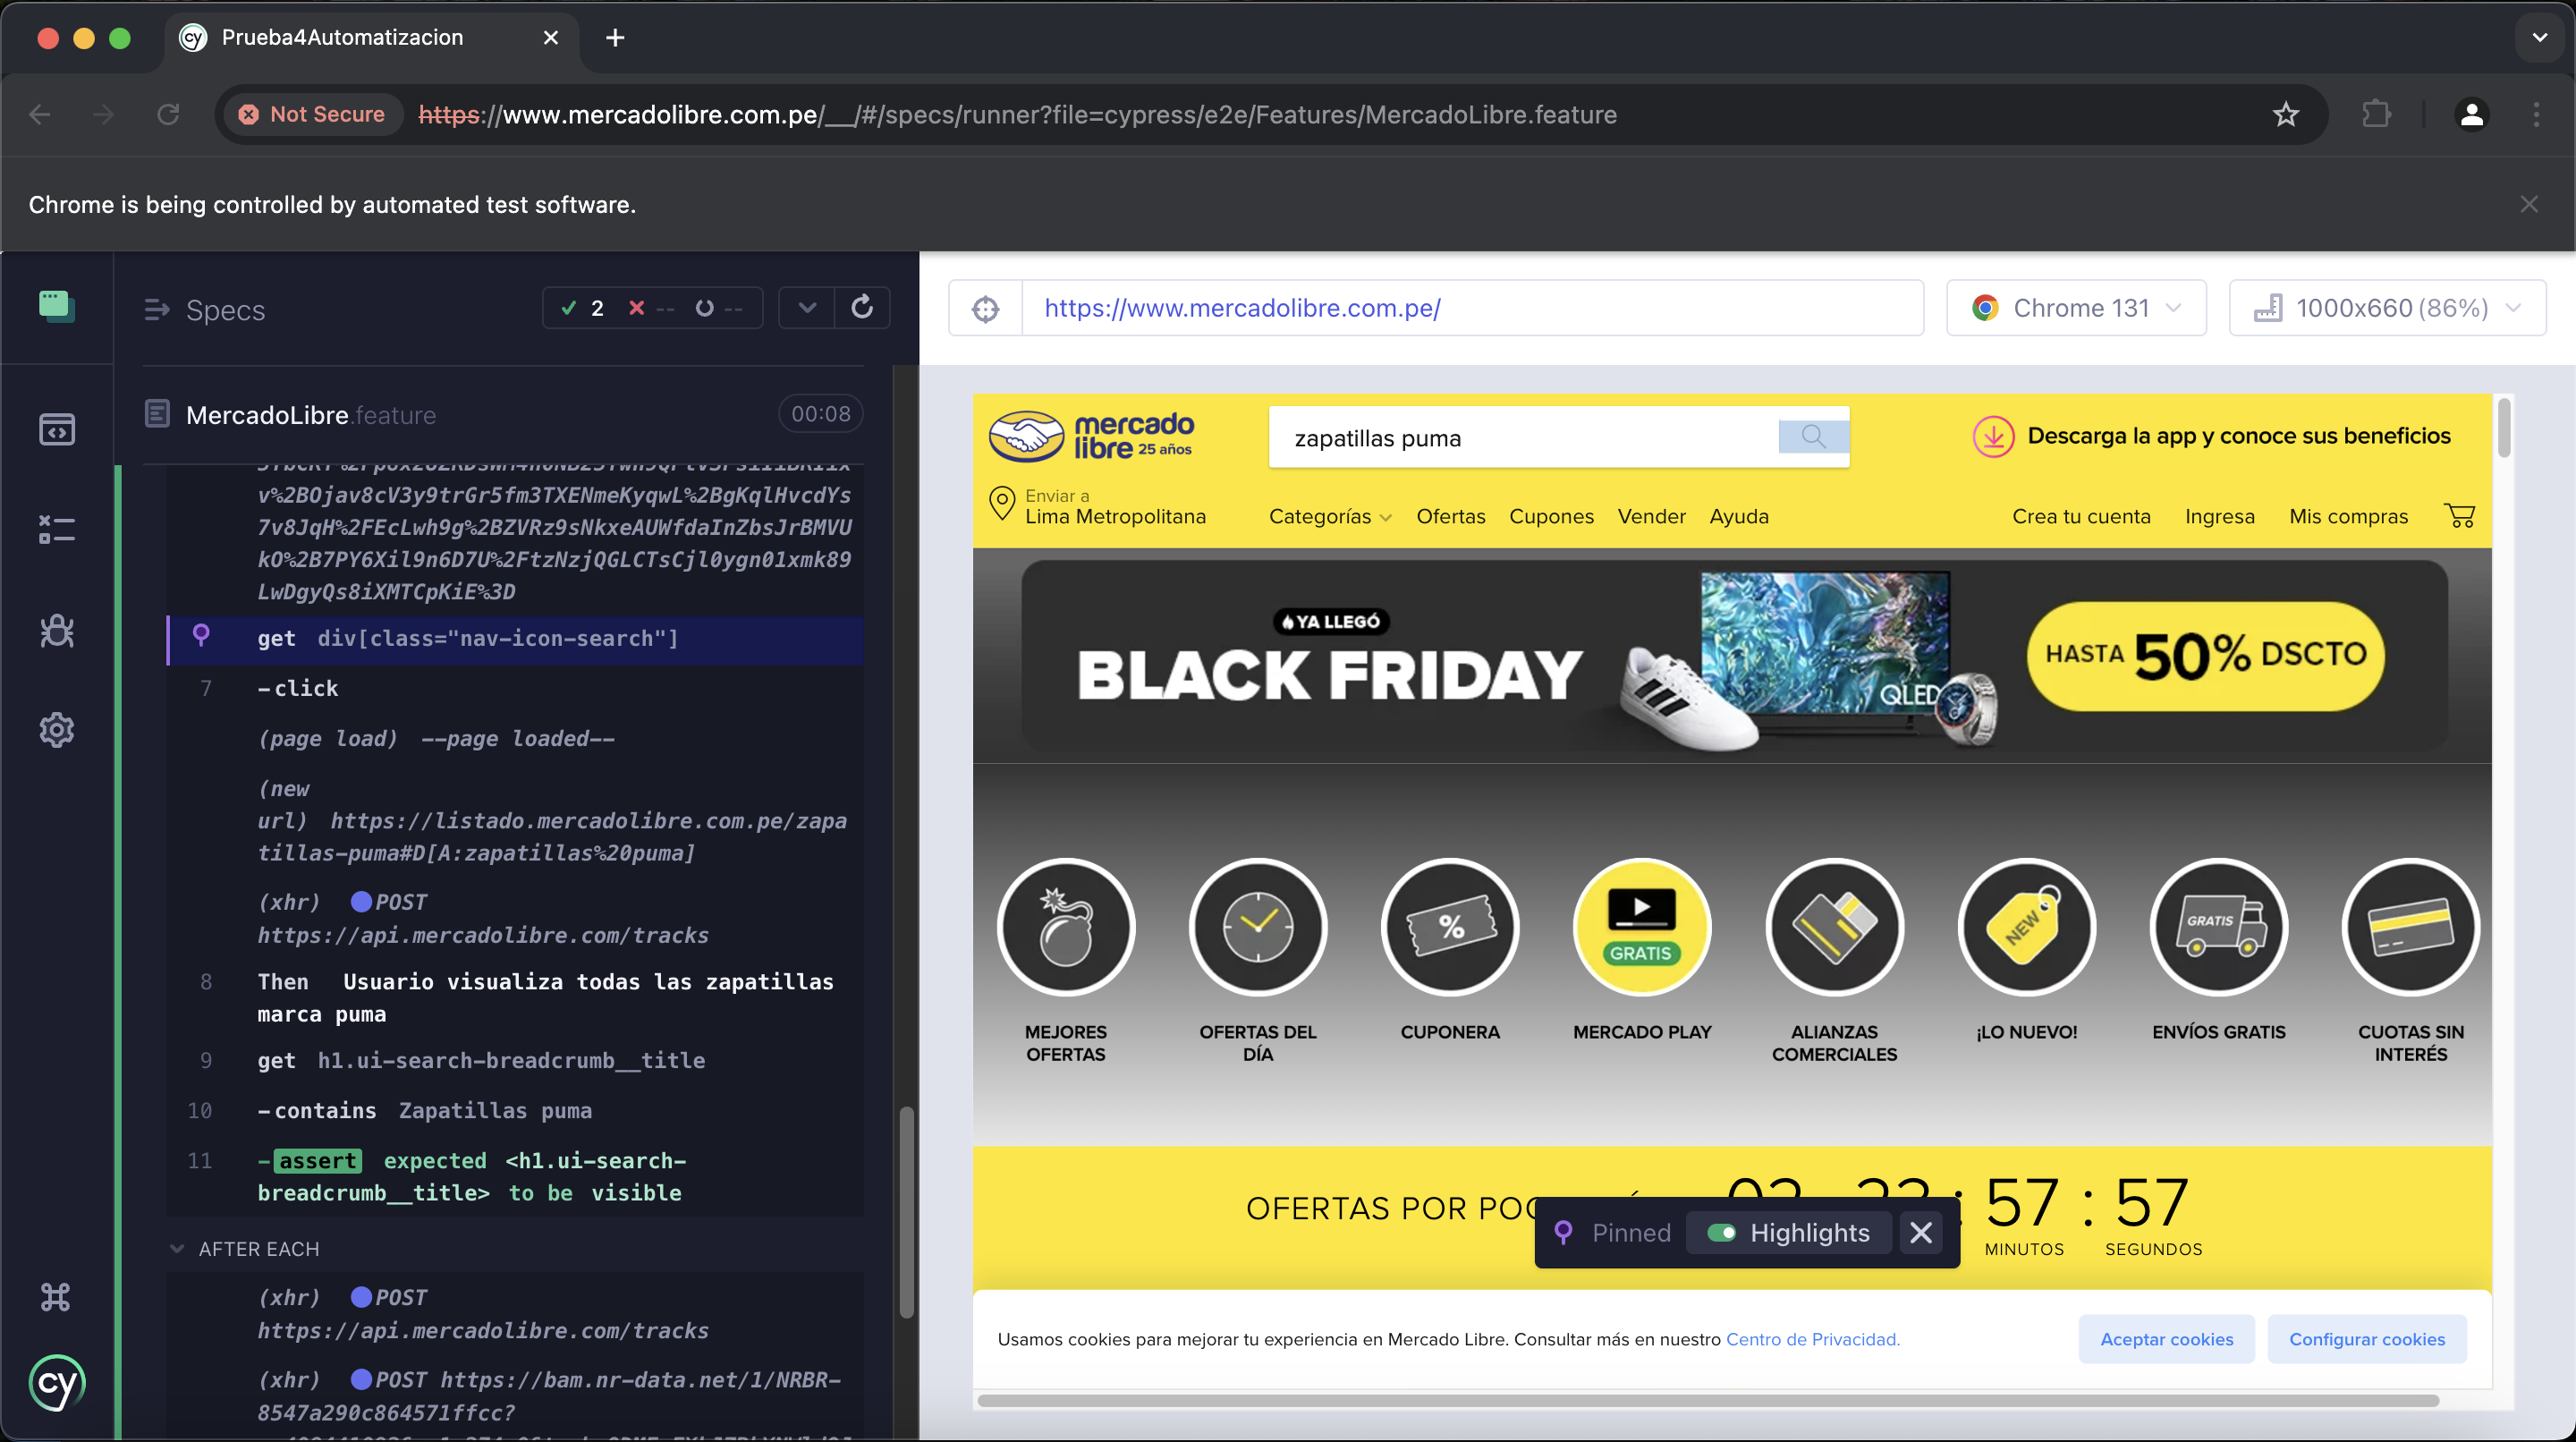 Prueba4Automatizacion
Not Secure https://www.mercadolibre.com.pe/__/#/specs/runner?file=cypress/e2e/Features/MercadoLibre.feature
Chrome is being controlled by automated test software.
Specs
2 -- --
https://www.mercadolibre.com.pe/
Chrome 131
1000x660 (86%)
MercadoLibre.feature
00:08
v%2BOjav8cV3y9trGr5fm3TXENmeKyqwL%2BgKqlHvcdYs
7v8JqH%2FEcLwh9g%2BZVRz9sNkxeAUWfdaInZbsJrBMVU
kO%2B7PY6Xil9n6D7U%2FtzNzjQGLCTsCjl0ygn01xmk89
LwDgyQs8iXMTCpKiE%3D
get div[class="nav-icon-search"]
7 -click
(page load) --page loaded--
(new
url) https://listado.mercadolibre.com.pe/zapa
tillas-puma#D[A:zapatillas%20puma]
(xhr) POST
https://api.mercadolibre.com/tracks
8 Then Usuario visualiza todas las zapatillas
marca puma
9 get h1.ui-search-breadcrumb__title
10 -contains Zapatillas puma
11 -assert expected <h1.ui-search-
breadcrumb__title> to be visible
AFTER EACH
(xhr) POST
https://api.mercadolibre.com/tracks
(xhr) POST https://bam.nr-data.net/1/NRBR-
8547a290c864571ffcc?
cy
mercado
libre 25 años
zapatillas puma
Descarga la app y conoce sus beneficios
Enviar a
Lima Metropolitana
Categorías Ofertas Cupones Vender Ayuda
Crea tu cuenta Ingresa Mis compras
YA LLEGÓ
BLACK FRIDAY
QLED
HASTA 50% DSCTO
GRATIS
NEW
GRATIS
%
MEJORES
OFERTAS
OFERTAS DEL
DÍA
CUPONERA
MERCADO PLAY
ALIANZAS
COMERCIALES
¡LO NUEVO!
ENVÍOS GRATIS
CUOTAS SIN
INTERÉS
OFERTAS POR
: 57 : 57
MINUTOS SEGUNDOS
Pinned Highlights
Usamos cookies para mejorar tu experiencia en Mercado Libre. Consultar más en nuestro Centro de Privacidad.
Aceptar cookies
Configurar cookies